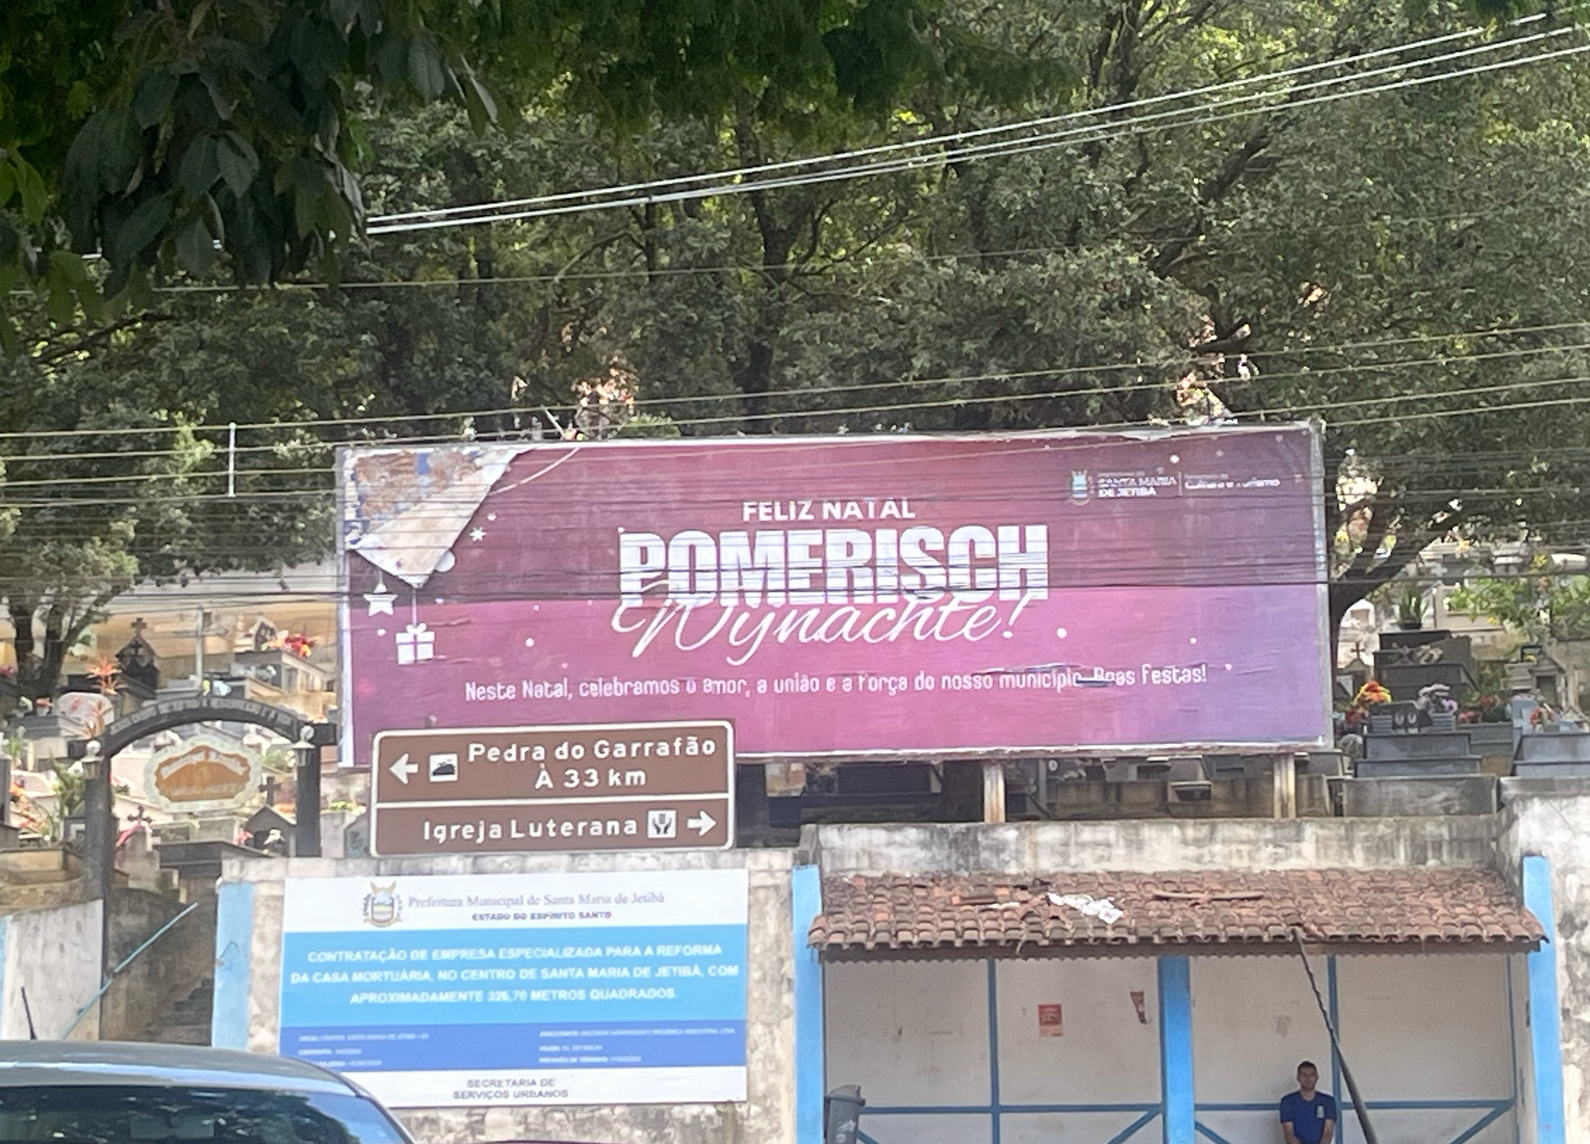 SANTA MARIA
DE JETIBÁ
FELIZ NATAL
POMERISCH
Wynachte!
Neste Natal, celebramos o amor, a união e a força do nosso município. Boas festas!
Pedra do Garrafão
À 33 km
Igreja Luterana
Prefeitura Municipal de Santa Maria de Jetibá
ESTADO DO ESPÍRITO SANTO
CONTRATAÇÃO DE EMPRESA ESPECIALIZADA PARA A REFORMA
DA CASA MORTUÁRIA, NO CENTRO DE SANTA MARIA DE JETIBÁ, COM
APROXIMADAMENTE 326,70 METROS QUADRADOS.
SECRETARIA DE
SERVIÇOS URBANOS